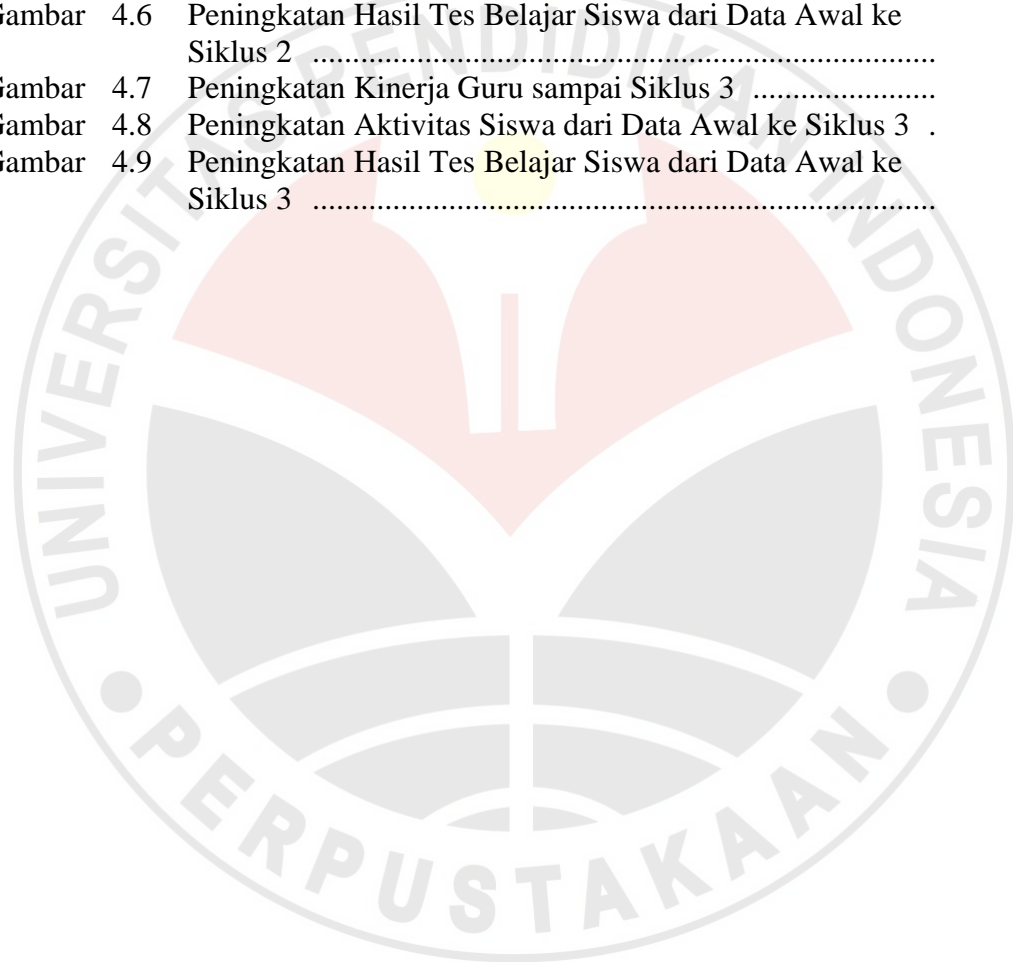 Gambar 4.6 Peningkatan Hasil Tes Belajar Siswa dari Data Awal ke
Siklus 2 ..............................................................................
Gambar 4.7 Peningkatan Kinerja Guru sampai Siklus 3 .......................
Gambar 4.8 Peningkatan Aktivitas Siswa dari Data Awal ke Siklus 3 .
Gambar 4.9 Peningkatan Hasil Tes Belajar Siswa dari Data Awal ke
Siklus 3 ..............................................................................
UNIVERSITAS PENDIDIKAN INDONESIA
PERPUSTAKAAN